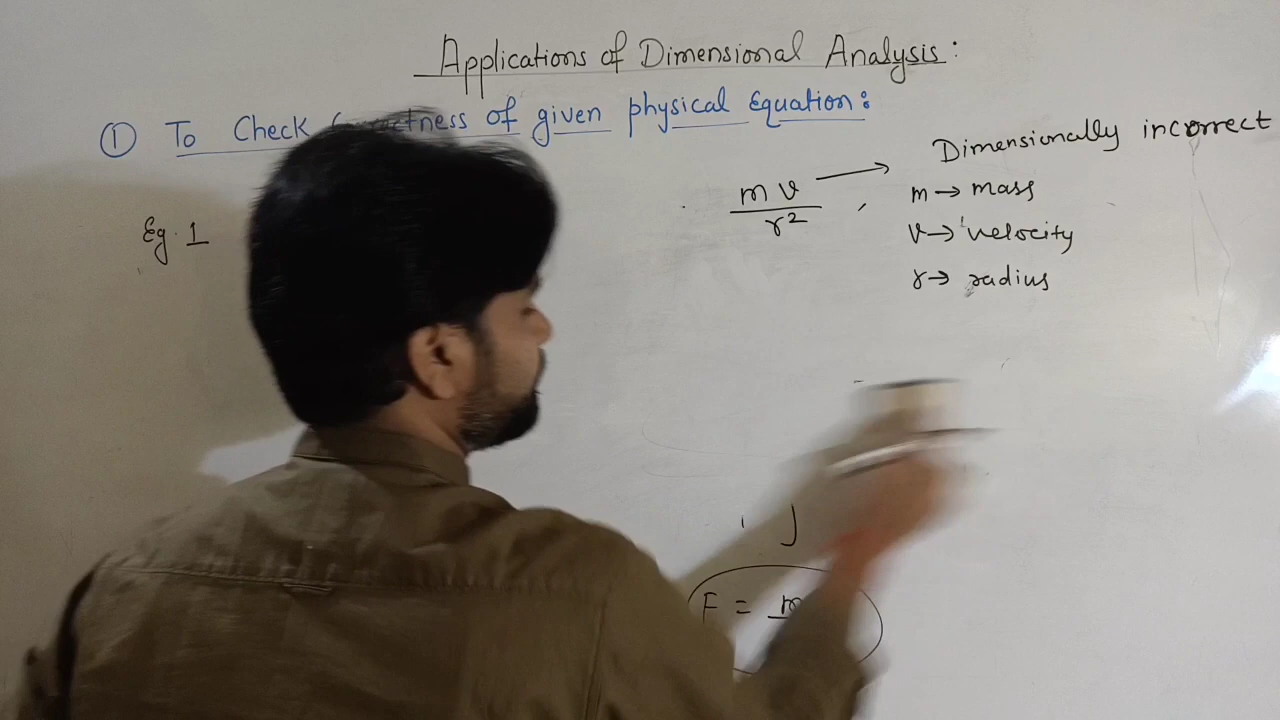 Applications of Dimensional Analysis:
① To Check of given physical Equation:
Dimensionally incorrect
Eg. 1
m v / r² ,
m → mass
v → velocity
r → radius
F =